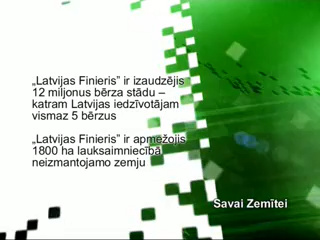 „Latvijas Finieris” ir izaudzējis
12 miljonus bērza stādu –
katram Latvijas iedzīvotājam
vismaz 5 bērzus
„Latvijas Finieris” ir apmežojis
1800 ha lauksaimniecībā
neizmantojamo zemju
Savai Zemītei